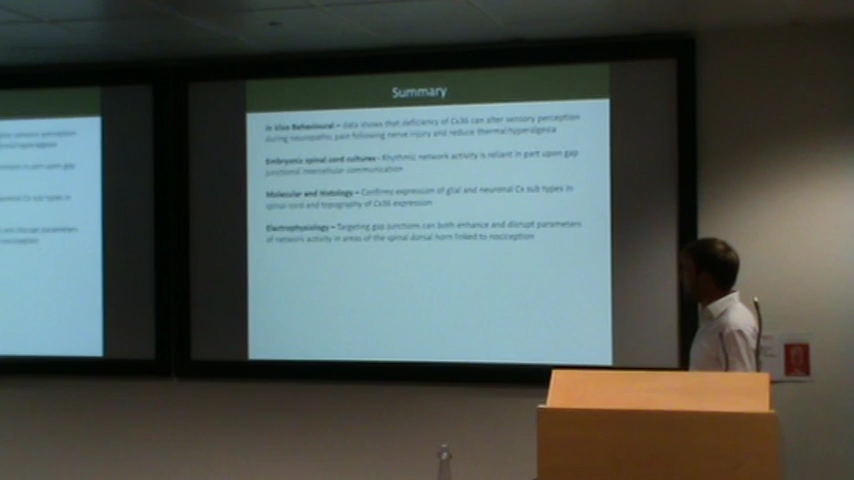 Summary
In Vivo Behavioural – data shows that deficiency of Cx36 can alter sensory perception
during neuropathic pain following nerve injury and reduce thermal hyperalgesia
Embryonic spinal cord cultures - Rhythmic network activity is reliant in part upon gap
junctional intercellular communication
Molecular and Histology – Confirms expression of glial and neuronal Cx sub types in
spinal cord and topography of Cx36 expression
Electrophysiology – Targeting gap junctions can both enhance and disrupt parameters
of network activity in areas of the spinal dorsal horn linked to nociception